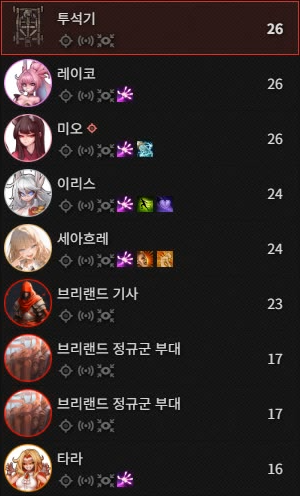 투석기 26
레이코 26
미오 26
이리스 24
세아흐레 24
브리랜드 기사 23
브리랜드 정규군 부대 17
브리랜드 정규군 부대 17
타라 16